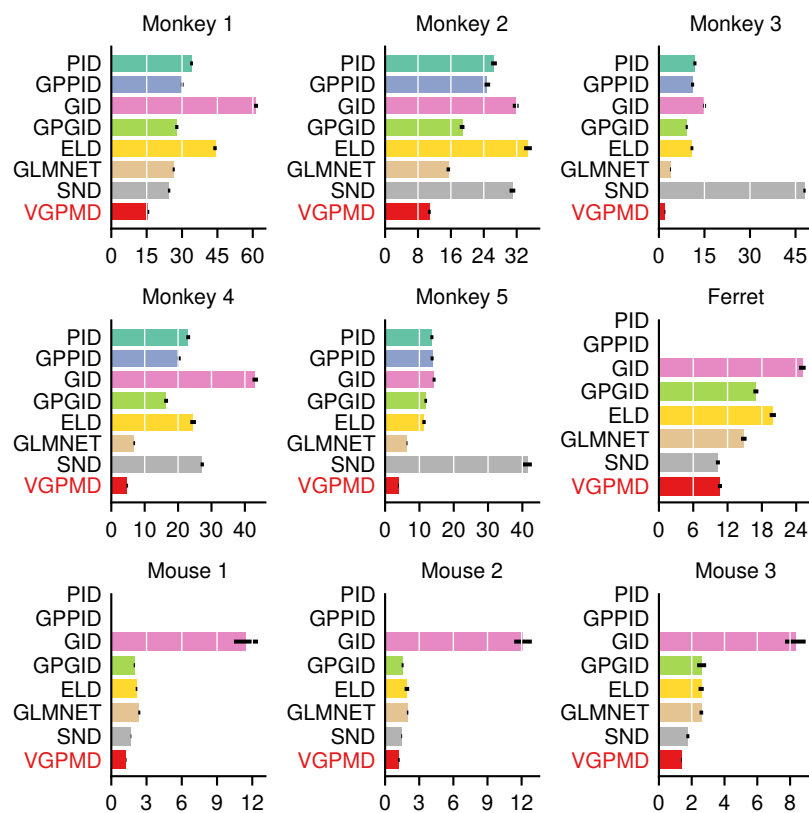 Monkey 1
PID
GPPID
GID
GPGID
ELD
GLMNET
SND
VGPMD
0 15 30 45 60
Monkey 2
PID
GPPID
GID
GPGID
ELD
GLMNET
SND
VGPMD
0 8 16 24 32
Monkey 3
PID
GPPID
GID
GPGID
ELD
GLMNET
SND
VGPMD
0 15 30 45
Monkey 4
PID
GPPID
GID
GPGID
ELD
GLMNET
SND
VGPMD
0 10 20 30 40
Monkey 5
PID
GPPID
GID
GPGID
ELD
GLMNET
SND
VGPMD
0 10 20 30 40
Ferret
PID
GPPID
GID
GPGID
ELD
GLMNET
SND
VGPMD
0 6 12 18 24
Mouse 1
PID
GPPID
GID
GPGID
ELD
GLMNET
SND
VGPMD
0 3 6 9 12
Mouse 2
PID
GPPID
GID
GPGID
ELD
GLMNET
SND
VGPMD
0 3 6 9 12
Mouse 3
PID
GPPID
GID
GPGID
ELD
GLMNET
SND
VGPMD
0 2 4 6 8